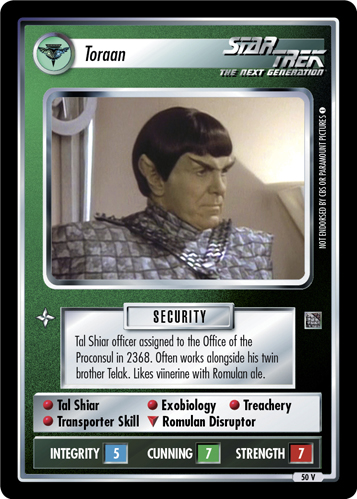 Toraan
STAR TREK
THE NEXT GENERATION
NOT ENDORSED BY CBS OR PARAMOUNT PICTURES
SECURITY
Tal Shiar officer assigned to the Office of the
Proconsul in 2368. Often works alongside his twin
brother Telak. Likes viinerine with Romulan ale.
Tal Shiar Exobiology Treachery
Transporter Skill Romulan Disruptor
INTEGRITY 5 CUNNING 7 STRENGTH 7
50 V